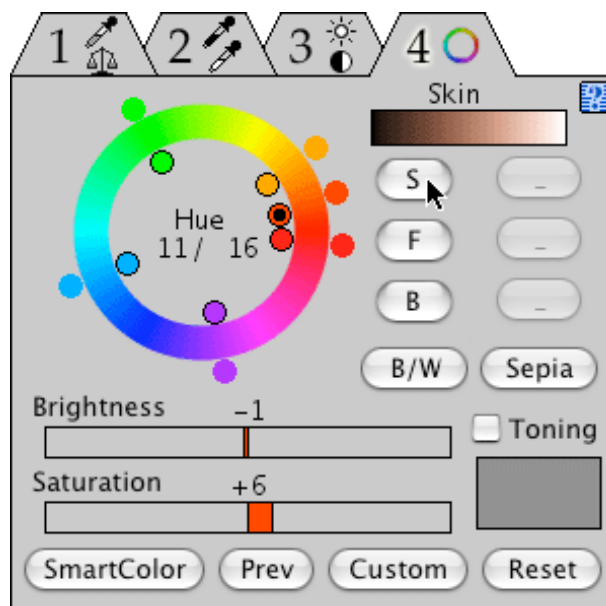 1 2 3 4
Skin
?
S _
Hue
11/ 16
F _
B _
B/W Sepia
Brightness -1
Toning
Saturation +6
SmartColor Prev Custom Reset